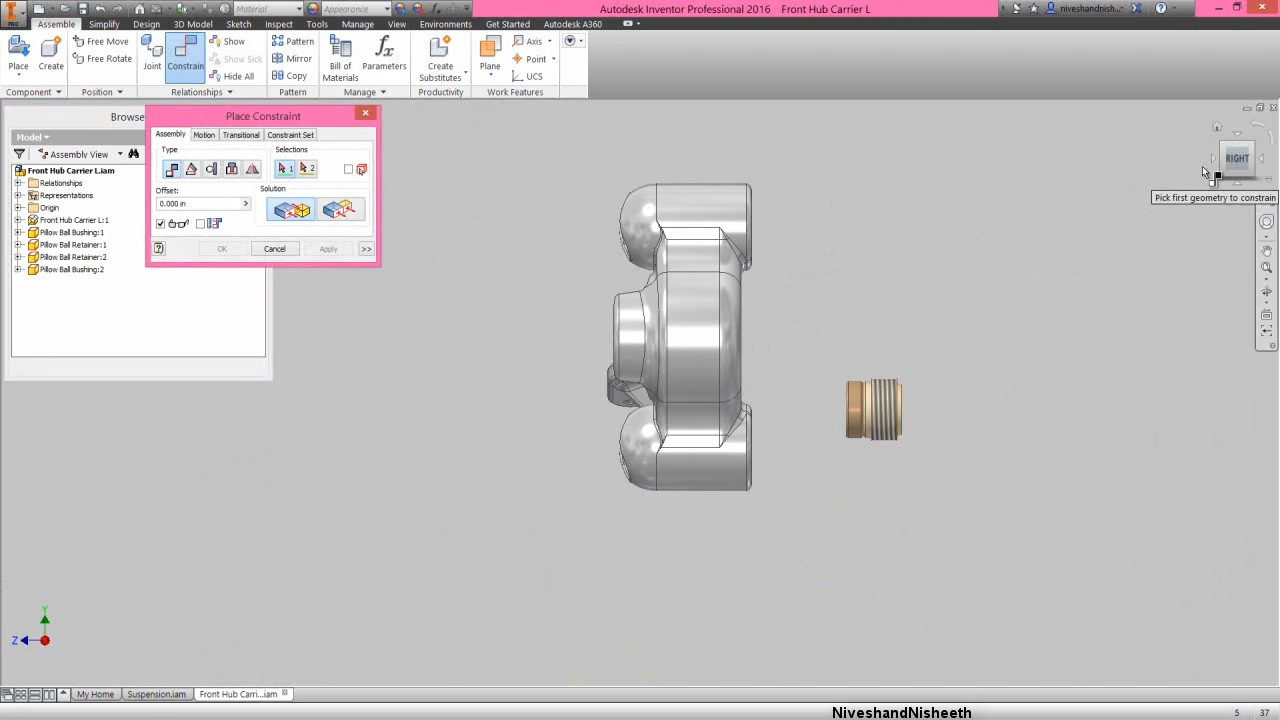 PRO
Material
Appearance
Autodesk Inventor Professional 2016 Front Hub Carrier L
niveshandnish...
Assemble
Simplify
Design
3D Model
Sketch
Inspect
Tools
Manage
View
Environments
Get Started
Autodesk A360
Place
Create
Free Move
Free Rotate
Joint
Constrain
Show
Show Sick
Hide All
Pattern
Mirror
Copy
Bill of Materials
Parameters
Create Substitutes
Plane
Axis
Point
UCS
Component
Position
Relationships
Pattern
Manage
Productivity
Work Features
Browse
Model
Assembly View
Front Hub Carrier L.iam
Relationships
Representations
Origin
Front Hub Carrier L:1
Pillow Ball Bushing:1
Pillow Ball Retainer:1
Pillow Ball Retainer:2
Pillow Ball Bushing:2
Place Constraint
Assembly
Motion
Transitional
Constraint Set
Type
Selections
1
2
Offset:
Solution
0.000 in
OK
Cancel
Apply
>>
RIGHT
Pick first geometry to constrain
Y
Z
My Home
Suspension.iam
Front Hub Carri...iam
NiveshandNisheeth
5
37